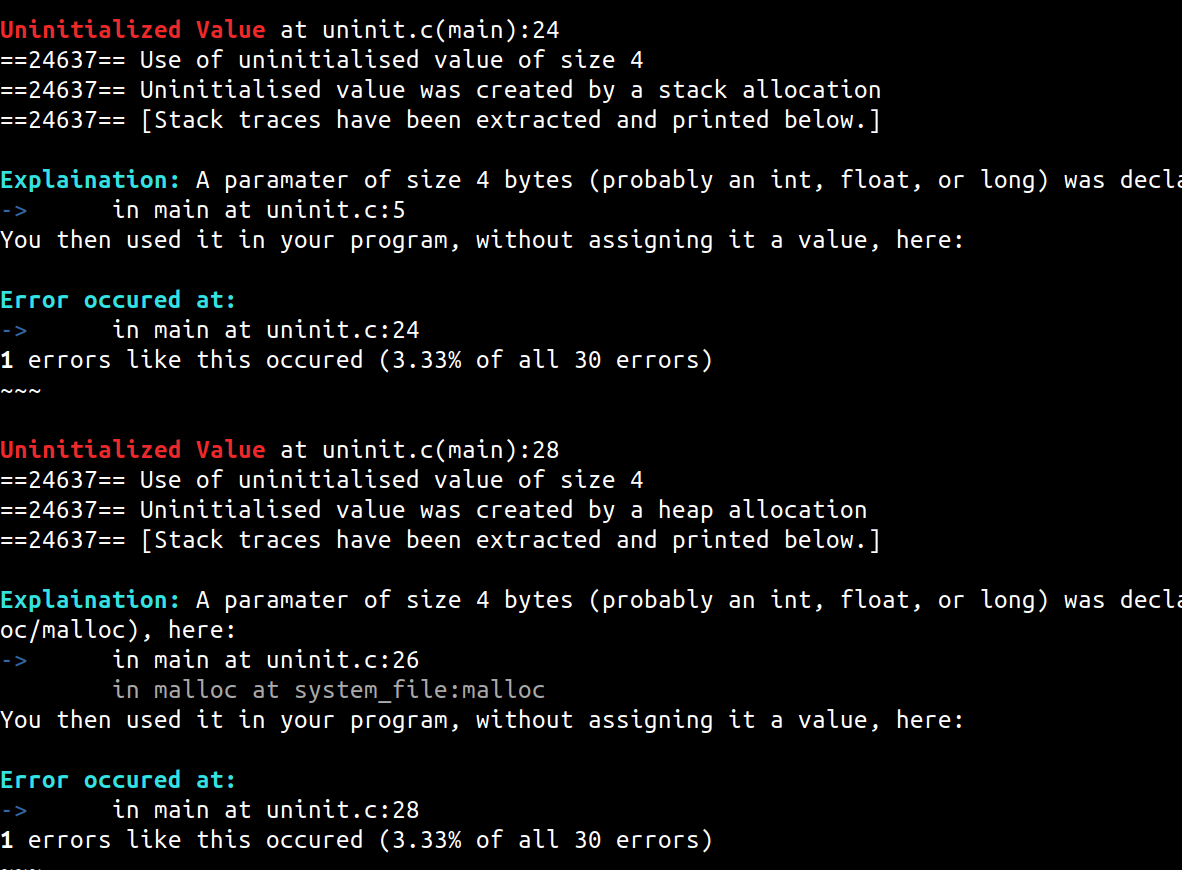 Uninitialized Value at uninit.c(main):24
==24637== Use of uninitialised value of size 4
==24637== Uninitialised value was created by a stack allocation
==24637== [Stack traces have been extracted and printed below.]
Explaination: A paramater of size 4 bytes (probably an int, float, or long) was decla
-> in main at uninit.c:5
You then used it in your program, without assigning it a value, here:
Error occured at:
-> in main at uninit.c:24
1 errors like this occured (3.33% of all 30 errors)
~~~
Uninitialized Value at uninit.c(main):28
==24637== Use of uninitialised value of size 4
==24637== Uninitialised value was created by a heap allocation
==24637== [Stack traces have been extracted and printed below.]
Explaination: A paramater of size 4 bytes (probably an int, float, or long) was decla
oc/malloc), here:
-> in main at uninit.c:26
in malloc at system_file:malloc
You then used it in your program, without assigning it a value, here:
Error occured at:
-> in main at uninit.c:28
1 errors like this occured (3.33% of all 30 errors)
~~~